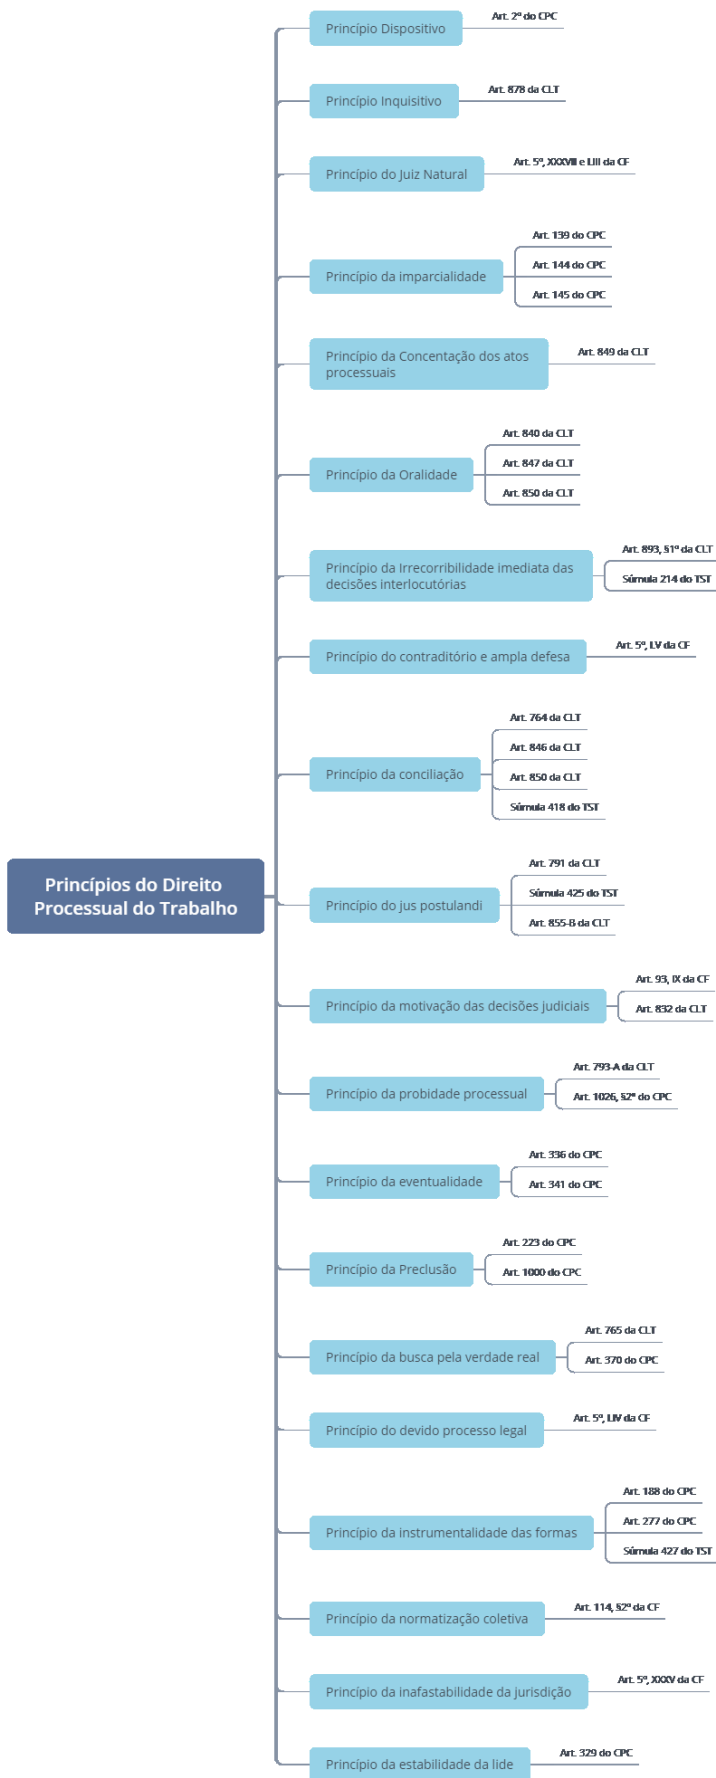 Princípio Dispositivo
Art. 2º do CPC
Princípio Inquisitivo
Art. 878 da CLT
Princípio do Juiz Natural
Art. 5º, XXXVII e LIII da CF
Princípio da imparcialidade
Art. 139 do CPC
Art. 144 do CPC
Art. 145 do CPC
Princípio da Concentação dos atos
processuais
Art. 849 da CLT
Princípio da Oralidade
Art. 840 da CLT
Art. 847 da CLT
Art. 850 da CLT
Princípio da Irrecorribilidade imediata das
decisões interlocutórias
Art. 893, §1º da CLT
Súmula 214 do TST
Princípio do contraditório e ampla defesa
Art. 5º, LV da CF
Princípio da conciliação
Art. 764 da CLT
Art. 846 da CLT
Art. 850 da CLT
Súmula 418 do TST
Princípios do Direito
Processual do Trabalho
Princípio do jus postulandi
Art. 791 da CLT
Súmula 425 do TST
Art. 855-B da CLT
Princípio da motivação das decisões judiciais
Art. 93, IX da CF
Art. 832 da CLT
Princípio da probidade processual
Art. 793-A da CLT
Art. 1026, §2º do CPC
Princípio da eventualidade
Art. 336 do CPC
Art. 341 do CPC
Princípio da Preclusão
Art. 223 do CPC
Art. 1000 do CPC
Princípio da busca pela verdade real
Art. 765 da CLT
Art. 370 do CPC
Princípio do devido processo legal
Art. 5º, LIV da CF
Princípio da instrumentalidade das formas
Art. 188 do CPC
Art. 277 do CPC
Súmula 427 do TST
Princípio da normatização coletiva
Art. 114, §2º da CF
Princípio da inafastabilidade da jurisdição
Art. 5º, XXXV da CF
Princípio da estabilidade da lide
Art. 329 do CPC